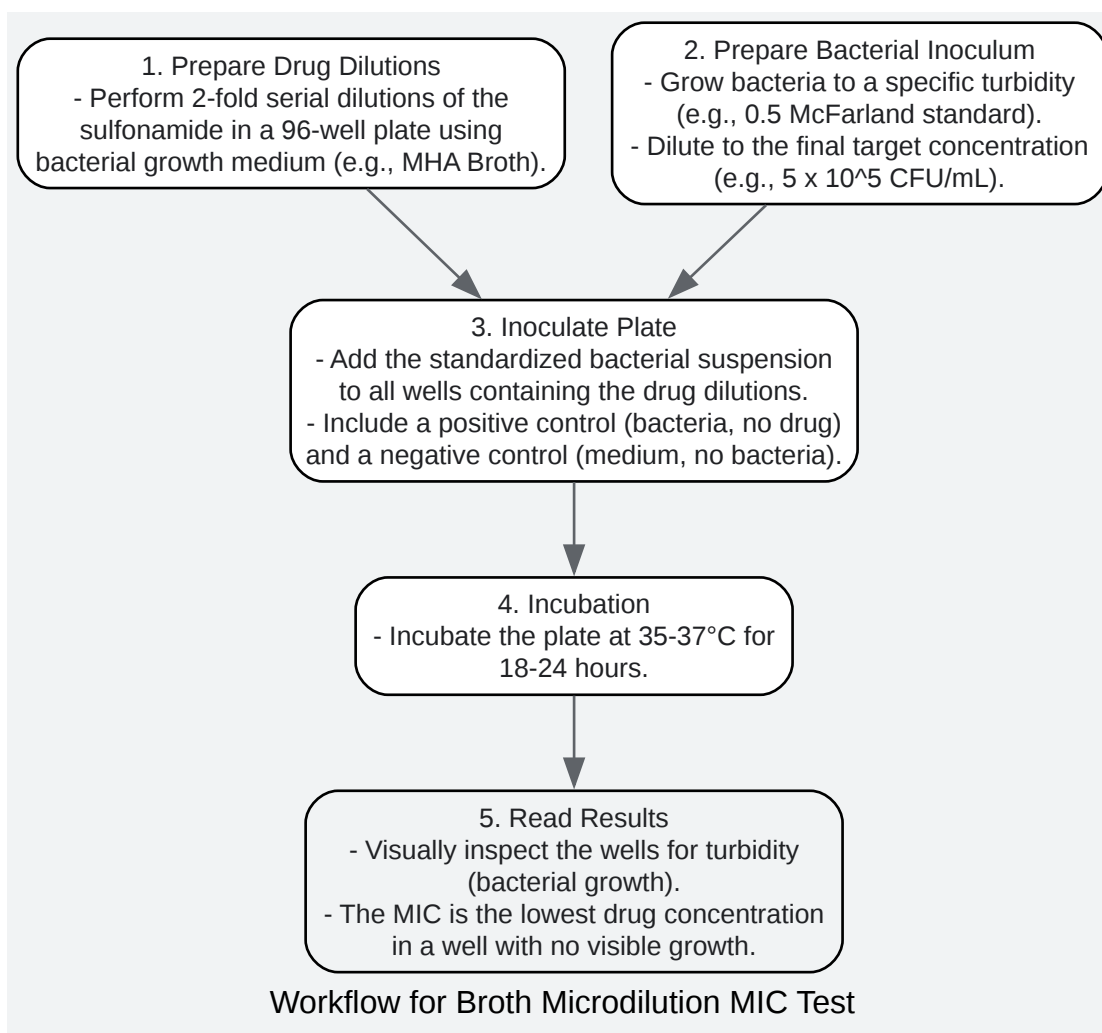 1. Prepare Drug Dilutions
- Perform 2-fold serial dilutions of the
sulfonamide in a 96-well plate using
bacterial growth medium (e.g., MHA Broth).
2. Prepare Bacterial Inoculum
- Grow bacteria to a specific turbidity
(e.g., 0.5 McFarland standard).
- Dilute to the final target concentration
(e.g., 5 x 10^5 CFU/mL).
3. Inoculate Plate
- Add the standardized bacterial suspension
to all wells containing the drug dilutions.
- Include a positive control (bacteria, no drug)
and a negative control (medium, no bacteria).
4. Incubation
- Incubate the plate at 35-37°C for
18-24 hours.
5. Read Results
- Visually inspect the wells for turbidity
(bacterial growth).
- The MIC is the lowest drug concentration
in a well with no visible growth.
Workflow for Broth Microdilution MIC Test